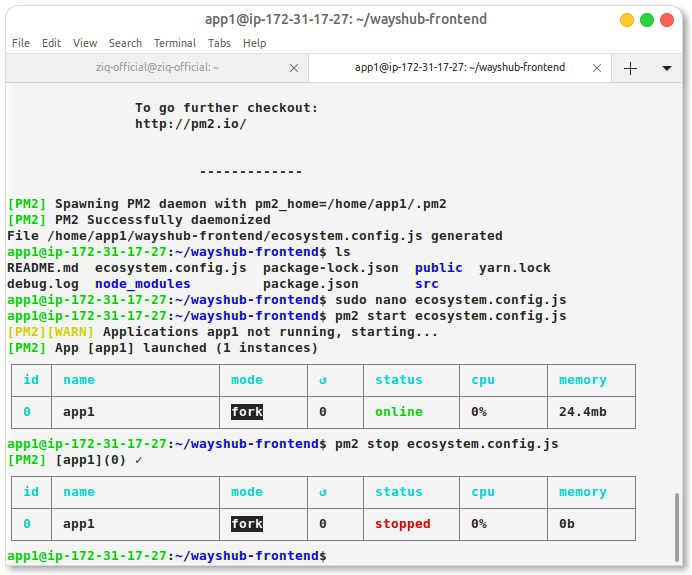 app1@ip-172-31-17-27: ~/wayshub-frontend
File Edit View Search Terminal Tabs Help
ziq-official@ziq-official: ~ × app1@ip-172-31-17-27: ~/wayshub-frontend ×
To go further checkout:
http://pm2.io/
-------------
[PM2] Spawning PM2 daemon with pm2_home=/home/app1/.pm2
[PM2] PM2 Successfully daemonized
File /home/app1/wayshub-frontend/ecosystem.config.js generated
app1@ip-172-31-17-27:~/wayshub-frontend$ ls
README.md ecosystem.config.js package-lock.json public yarn.lock
debug.log node_modules package.json src
app1@ip-172-31-17-27:~/wayshub-frontend$ sudo nano ecosystem.config.js
app1@ip-172-31-17-27:~/wayshub-frontend$ pm2 start ecosystem.config.js
[PM2][WARN] Applications app1 not running, starting...
[PM2] App [app1] launched (1 instances)
id name mode ↺ status cpu memory
0 app1 fork 0 online 0% 24.4mb
app1@ip-172-31-17-27:~/wayshub-frontend$ pm2 stop ecosystem.config.js
[PM2] [app1](0) ✓
id name mode ↺ status cpu memory
0 app1 fork 0 stopped 0% 0b
app1@ip-172-31-17-27:~/wayshub-frontend$